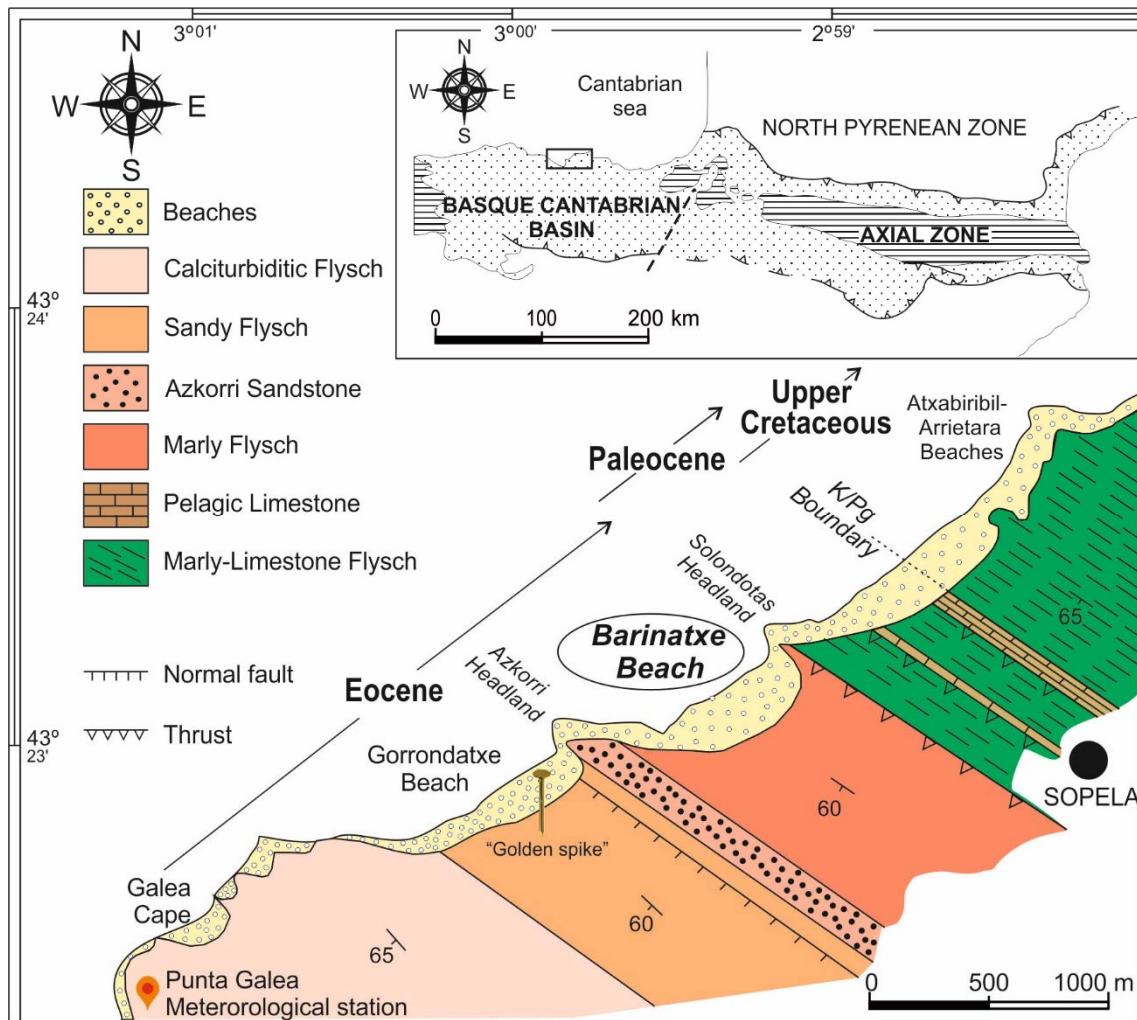 3º01'
3º00'
2º59'
N
W E
S
N
W E
S
Cantabrian
sea
NORTH PYRENEAN ZONE
BASQUE CANTABRIAN
BASIN
AXIAL ZONE
0 100 200 km
43º
24'
43º
23'
Beaches
Calciturbiditic Flysch
Sandy Flysch
Azkorri Sandstone
Marly Flysch
Pelagic Limestone
Marly-Limestone Flysch
Normal fault
Thrust
Upper
Cretaceous
Paleocene
Eocene
Atxabiribil-
Arrietara
Beaches
K/Pg
Boundary
Solondotas
Headland
Barinatxe
Beach
Azkorri
Headland
Gorrondatxe
Beach
"Golden spike"
Galea
Cape
Punta Galea
Meterorological station
SOPELA
65
60
60
65
0 500 1000 m